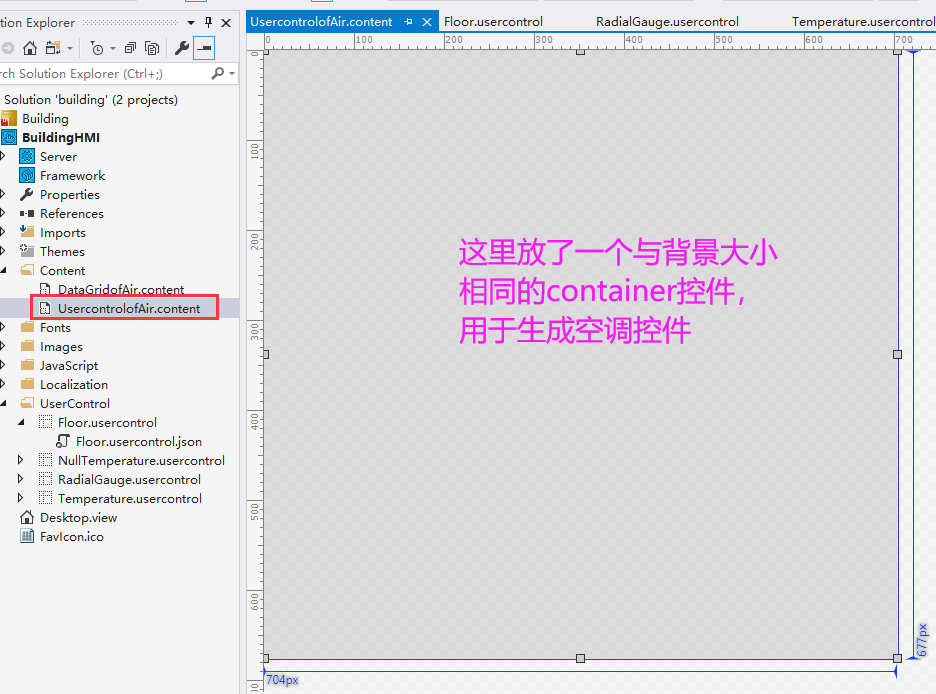 tion Explorer
rch Solution Explorer (Ctrl+;)
Solution 'building' (2 projects)
Building
BuildingHMI
Server
Framework
Properties
References
Imports
Themes
Content
DataGridofAir.content
UsercontrolofAir.content
Fonts
Images
JavaScript
Localization
UserControl
Floor.usercontrol
Floor.usercontrol.json
NullTemperature.usercontrol
RadialGauge.usercontrol
Temperature.usercontrol
Desktop.view
FavIcon.ico
UsercontrolofAir.content
Floor.usercontrol
RadialGauge.usercontrol
Temperature.usercontrol
0 100 200 300 400 500 600 700
0
100
200
300
400
500
600
这里放了一个与背景大小
相同的container控件，
用于生成空调控件
677px
704px